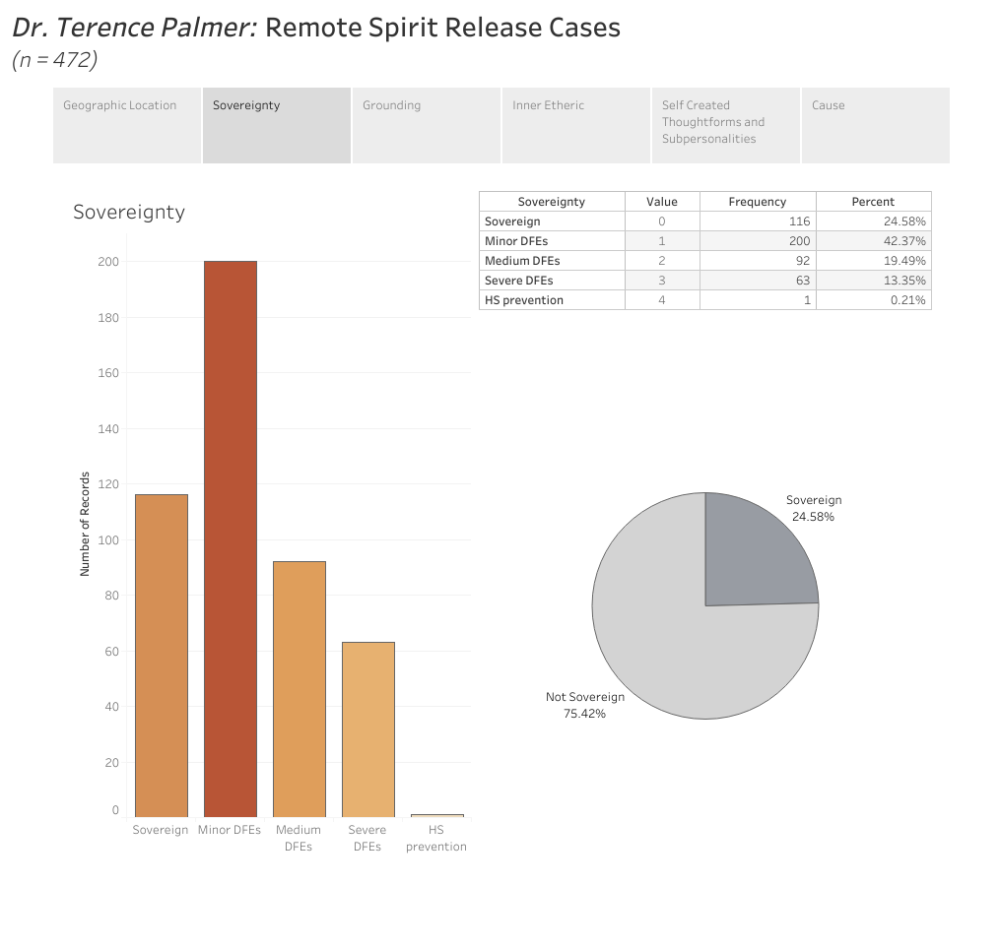 Dr. Terence Palmer: Remote Spirit Release Cases
(n = 472)
Geographic Location
Sovereignty
Grounding
Inner Etheric
Self Created
Thoughtforms and
Subpersonalities
Cause
Sovereignty
Number of Records
200
180
160
140
120
100
80
60
40
20
0
Sovereign
Minor DFEs
Medium
DFEs
Severe
DFEs
HS
prevention
Sovereignty Value Frequency Percent
Sovereign 0 116 24.58%
Minor DFEs 1 200 42.37%
Medium DFEs 2 92 19.49%
Severe DFEs 3 63 13.35%
HS prevention 4 1 0.21%
Sovereign
24.58%
Not Sovereign
75.42%